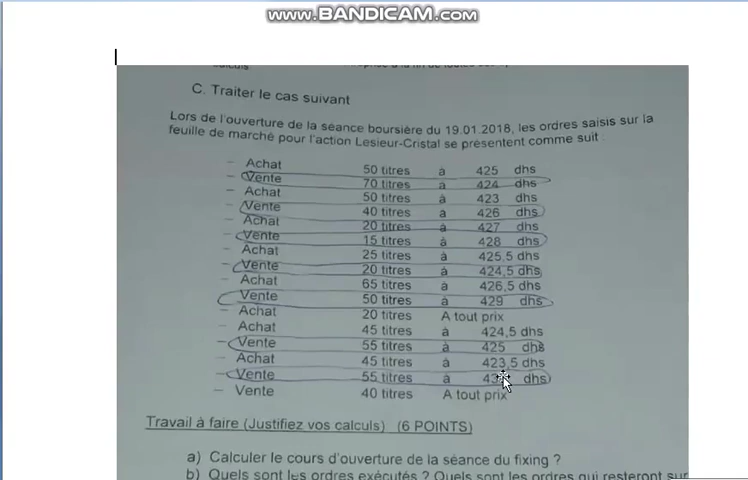 www.BANDICAM.com
calculs
C. Traiter le cas suivant
Lors de l'ouverture de la séance boursière du 19.01.2018, les ordres saisis sur la
feuille de marché pour l'action Lesieur-Cristal se présentent comme suit :
– Achat 50 titres à 425 dhs
– Vente 70 titres à 424 dhs
– Achat 50 titres à 423 dhs
– Vente 40 titres à 426 dhs
– Achat 20 titres à 427 dhs
– Vente 15 titres à 428 dhs
– Achat 25 titres à 425,5 dhs
– Vente 20 titres à 424,5 dhs
– Achat 65 titres à 426,5 dhs
– Vente 50 titres à 429 dhs
– Achat 20 titres A tout prix
– Achat 45 titres à 424,5 dhs
– Vente 55 titres à 425 dhs
– Achat 45 titres à 423,5 dhs
– Vente 55 titres à dhs
– Vente 40 titres A tout prix
Travail à faire (Justifiez vos calculs) (6 POINTS)
a) Calculer le cours d'ouverture de la séance du fixing ?
b) Quels sont les ordres exécutés ? Quels sont les ordres qui resteront sur